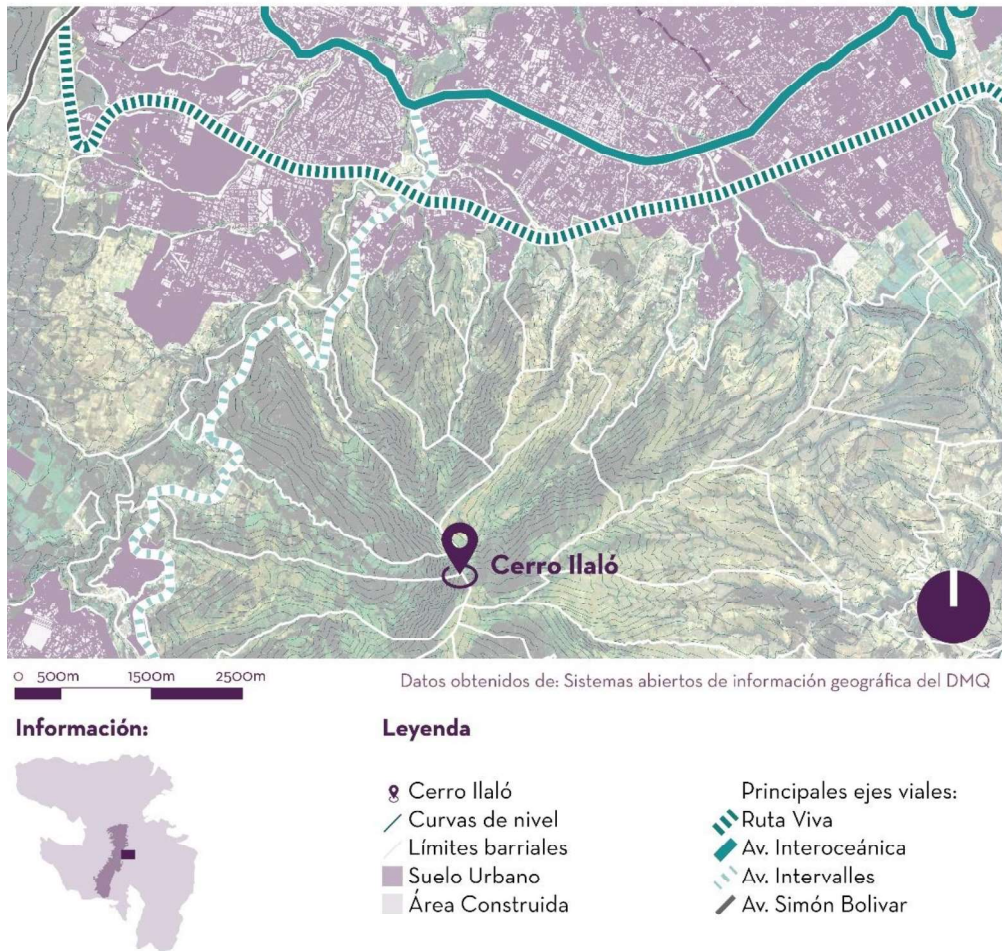 Cerro Ilaló
O 500m 1500m 2500m
Datos obtenidos de: Sistemas abiertos de información geográfica del DMQ
Información:
Leyenda
Cerro Ilaló
Curvas de nivel
Límites barriales
Suelo Urbano
Área Construida
Principales ejes viales:
Ruta Viva
Av. Interoceánica
Av. Intervalles
Av. Simón Bolivar